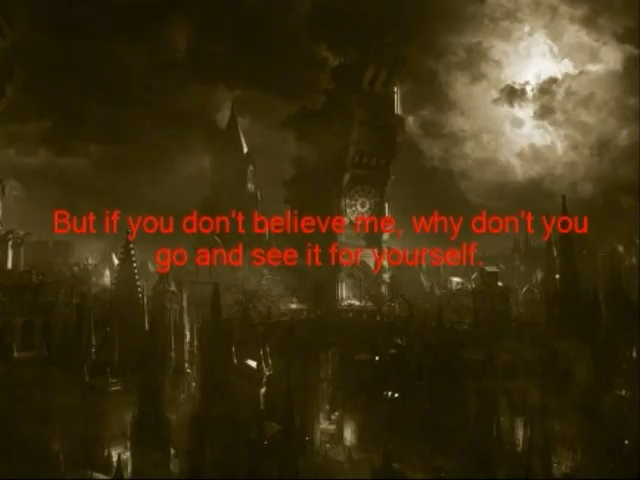 But if you don't believe me, why don't you
go and see it for yourself.